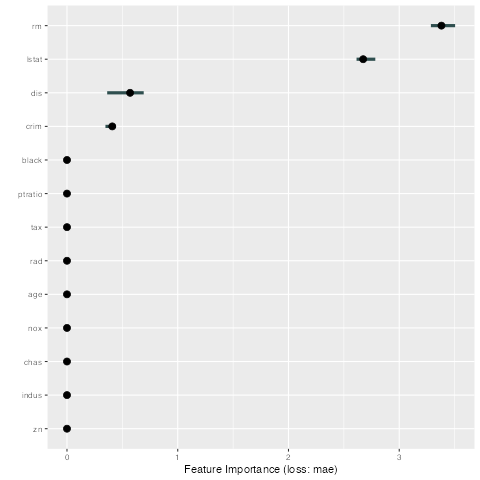 rm
lstat
dis
crim
black
ptratio
tax
rad
age
nox
chas
indus
zn
0 1 2 3
Feature Importance (loss: mae)